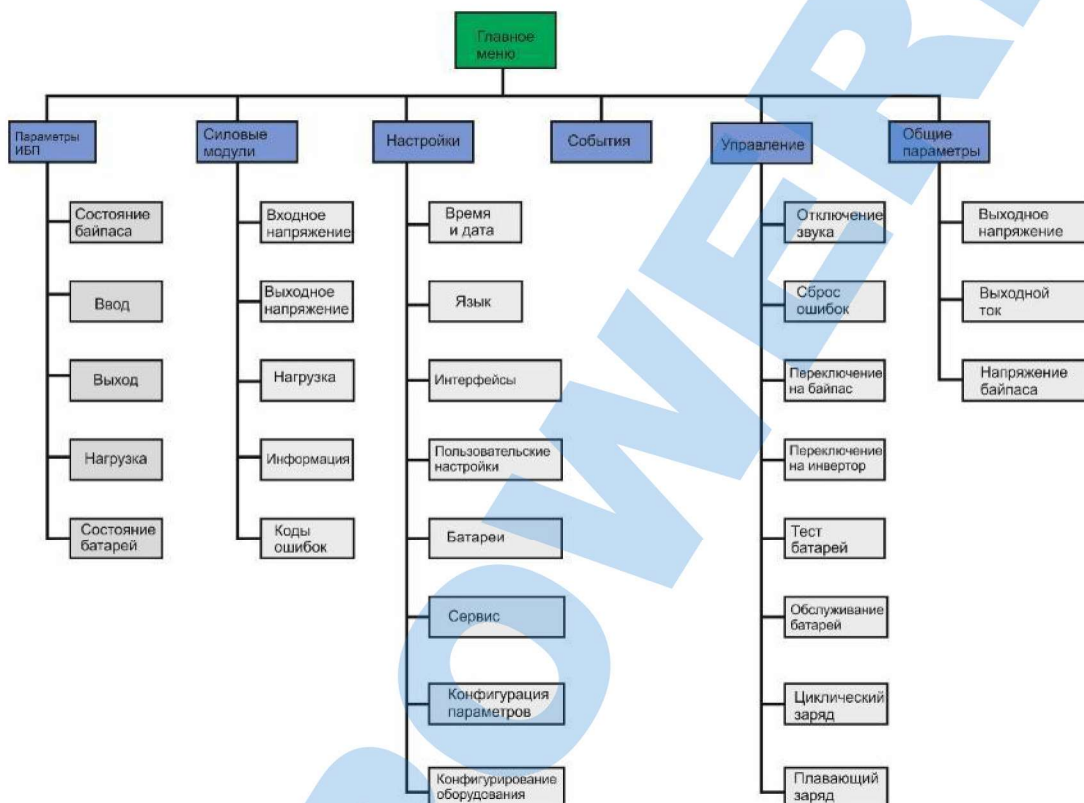 Главное
меню
Параметры
ИБП
Силовые
модули
Настройки
События
Управление
Общие
параметры
Состояние
байпаса
Ввод
Выход
Нагрузка
Состояние
батарей
Входное
напряжение
Выходное
напряжение
Нагрузка
Информация
Коды
ошибок
Время
и дата
Язык
Интерфейсы
Пользовательские
настройки
Батареи
Сервис
Конфигурация
параметров
Конфигурирование
оборудования
Отключение
звука
Сброс
ошибок
Переключение
на байпас
Переключение
на инвертор
Тест
батарей
Обслуживание
батарей
Циклический
заряд
Плавающий
заряд
Выходное
напряжение
Выходной
ток
Напряжение
байпаса